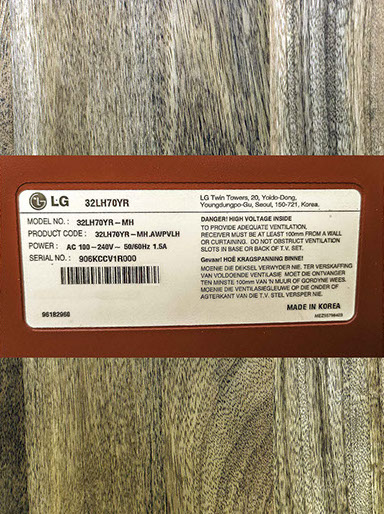 LG 32LH70YR
MODEL NO. : 32LH70YR-MH
PRODUCT CODE : 32LH70YR-MH.AWPVLH
POWER : AC 100-240V~ 50/60Hz 1.5A
SERIAL NO. : 906KCCV1R000
96182966
LG Twin Towers, 20, Yoido-Dong,
Youngdungpo-Gu, Seoul, 150-721, Korea.
DANGER! HIGH VOLTAGE INSIDE
TO PROVIDE ADEQUATE VENTILATION,
RECEIVER MUST BE AT LEAST 100mm FROM A WALL
OR CURTAINING. DO NOT OBSTRUCT VENTILATION
SLOTS IN BASE OR BACK OF T.V. SET.
Gevaar! HOË KRAGSPANNING BINNE!
MOENIE DIE DEKSEL VERWYDER NIE, TER VERSKAFFING
VAN VOLDOENDE VENTILASIE MOET DIE ONTVANGER
TEN MINSTE 100mm VAN 'N MUUR OF GORDYNE WEES.
MOENIE DIE VENTILASIEGLEUWE OP DIE ONDER OF
AGTERKANT VAN DIE T.V. STEL VERSPER NIE.
MADE IN KOREA